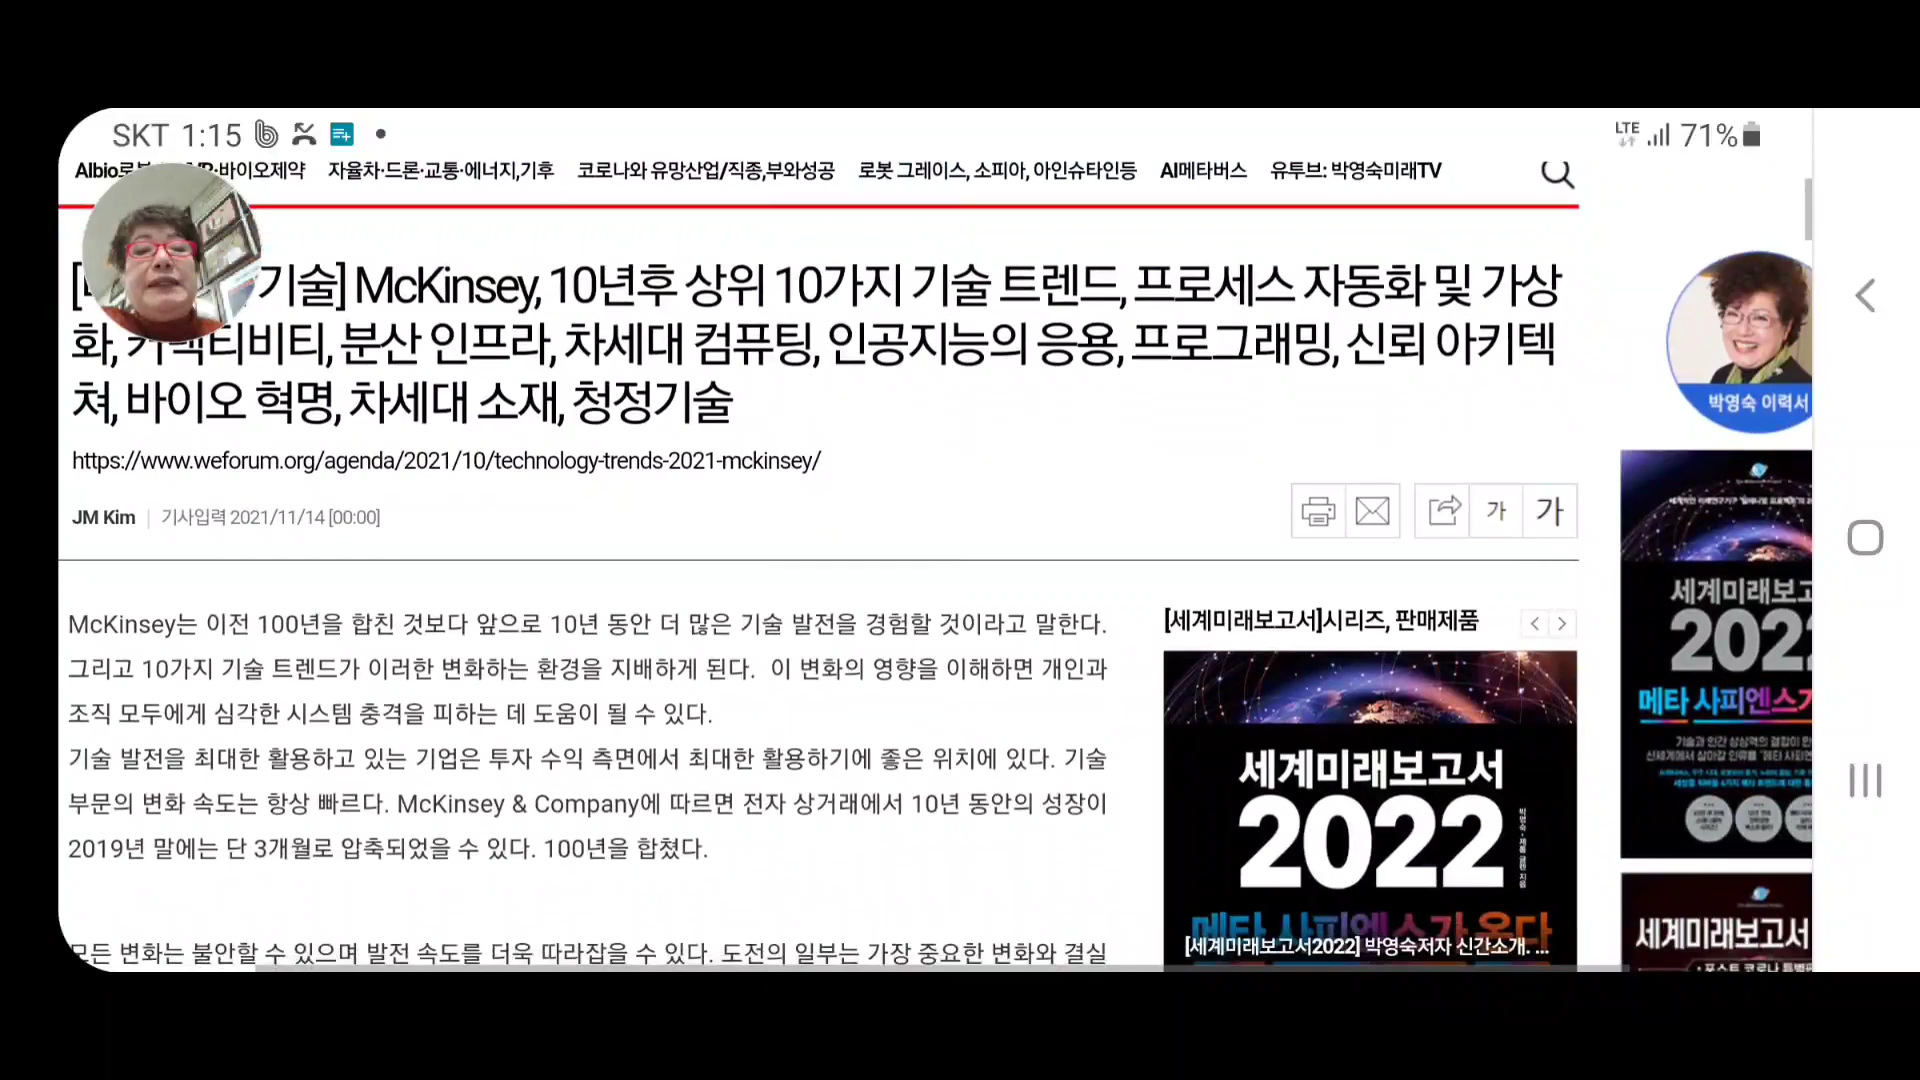 SKT 1:15
LTE 71%
바이오제약 자율차·드론·교통·에너지,기후 코로나와 유망산업/직종,부와성공 로봇 그레이스, 소피아, 아인슈타인등 AI메타버스 유투브: 박영숙미래TV
기술] McKinsey, 10년후 상위 10가지 기술 트렌드, 프로세스 자동화 및 가상
화, 커넥티비티, 분산 인프라, 차세대 컴퓨팅, 인공지능의 응용, 프로그래밍, 신뢰 아키텍
쳐, 바이오 혁명, 차세대 소재, 청정기술
https://www.weforum.org/agenda/2021/10/technology-trends-2021-mckinsey/
JM Kim 기사입력 2021/11/14 [00:00]
가 가
McKinsey는 이전 100년을 합친 것보다 앞으로 10년 동안 더 많은 기술 발전을 경험할 것이라고 말한다.
그리고 10가지 기술 트렌드가 이러한 변화하는 환경을 지배하게 된다. 이 변화의 영향을 이해하면 개인과
조직 모두에게 심각한 시스템 충격을 피하는 데 도움이 될 수 있다.
기술 발전을 최대한 활용하고 있는 기업은 투자 수익 측면에서 최대한 활용하기에 좋은 위치에 있다. 기술
부문의 변화 속도는 항상 빠르다. McKinsey & Company에 따르면 전자 상거래에서 10년 동안의 성장이
2019년 말에는 단 3개월로 압축되었을 수 있다. 100년을 합쳤다.
모든 변화는 불안할 수 있으며 발전 속도를 더욱 따라잡을 수 있다. 도전의 일부는 가장 중요한 변화와 결실
[세계미래보고서]시리즈, 판매제품
세계미래보고서
2022
메타 사피엔스가 온다
[세계미래보고서2022] 박영숙저자 신간소개. ...
박영숙 이력서
세계미래보고
2022
메타 사피엔스가
세계미래보고서